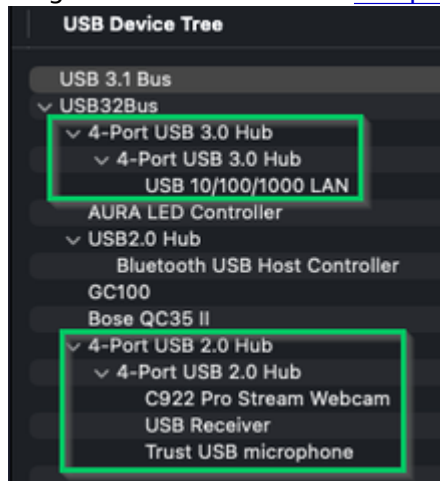 USB Device Tree
USB 3.1 Bus
USB32Bus
4-Port USB 3.0 Hub
4-Port USB 3.0 Hub
USB 10/100/1000 LAN
AURA LED Controller
USB2.0 Hub
Bluetooth USB Host Controller
GC100
Bose QC35 II
4-Port USB 2.0 Hub
4-Port USB 2.0 Hub
C922 Pro Stream Webcam
USB Receiver
Trust USB microphone